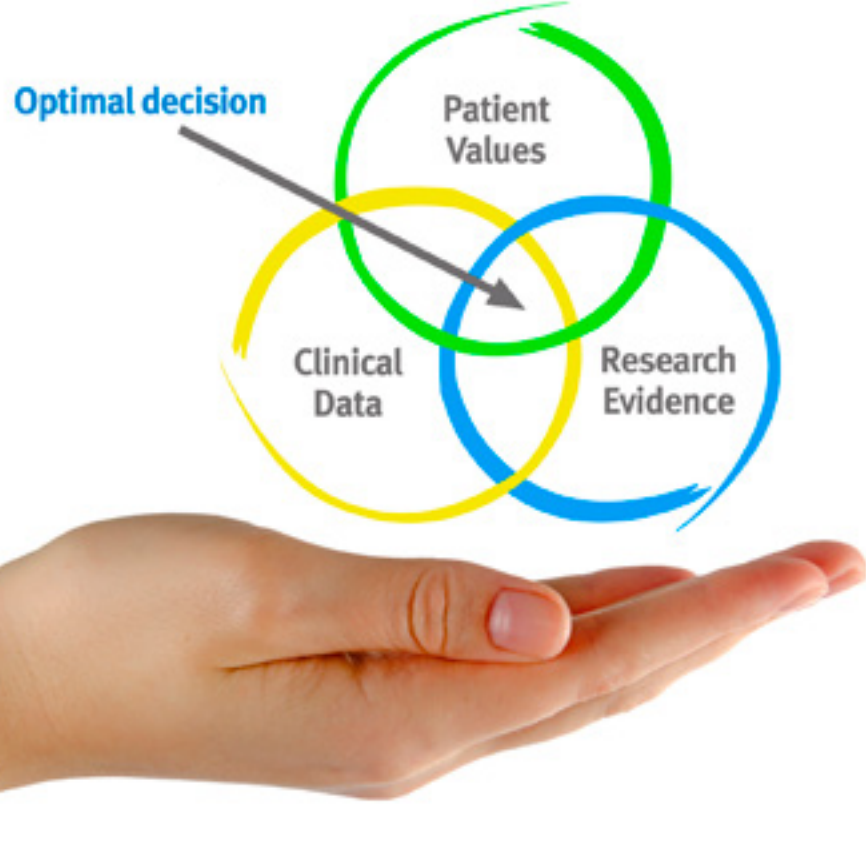 Optimal decision
Patient
Values
Clinical
Data
Research
Evidence